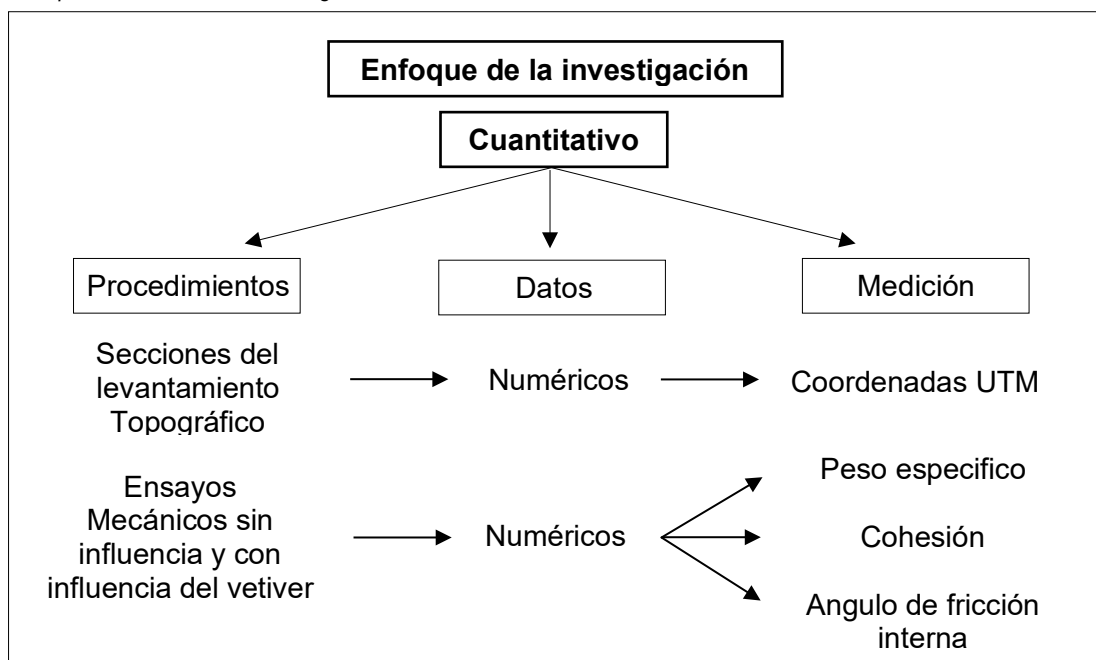 Enfoque de la investigación
Cuantitativo
Procedimientos
Datos
Medición
Secciones del
levantamiento
Topográfico
Numéricos
Coordenadas UTM
Ensayos
Mecánicos sin
influencia y con
influencia del vetiver
Numéricos
Peso especifico
Cohesión
Angulo de fricción
interna